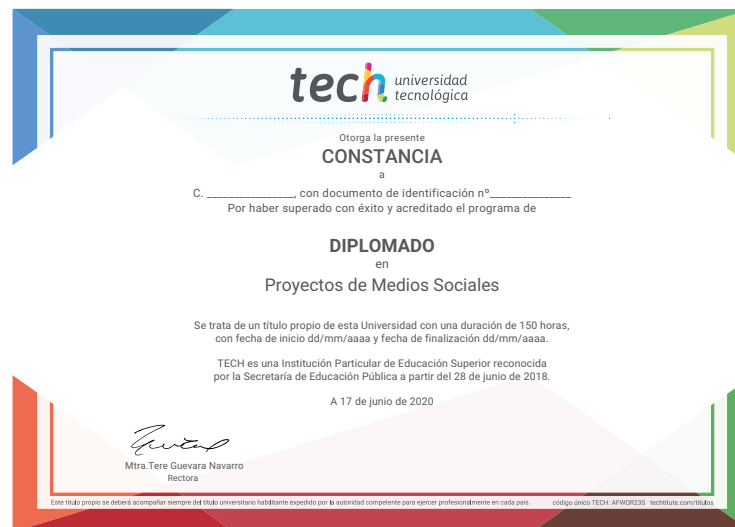 tech universidad
tecnológica
Otorga la presente
CONSTANCIA
a
C. ________________, con documento de identificación nº_______________
Por haber superado con éxito y acreditado el programa de
DIPLOMADO
en
Proyectos de Medios Sociales
Se trata de un título propio de esta Universidad con una duración de 150 horas,
con fecha de inicio dd/mm/aaaa y fecha de finalización dd/mm/aaaa.
TECH es una Institución Particular de Educación Superior reconocida
por la Secretaría de Educación Pública a partir del 28 de junio de 2018.
A 17 de junio de 2020
Mtra.Tere Guevara Navarro
Rectora
Este título propio se deberá acompañar siempre del título universitario habilitante expedido por la autoridad competente para ejercer profesionalmente en cada país. código único TECH: AFWOR23S techtitute.com/títulos